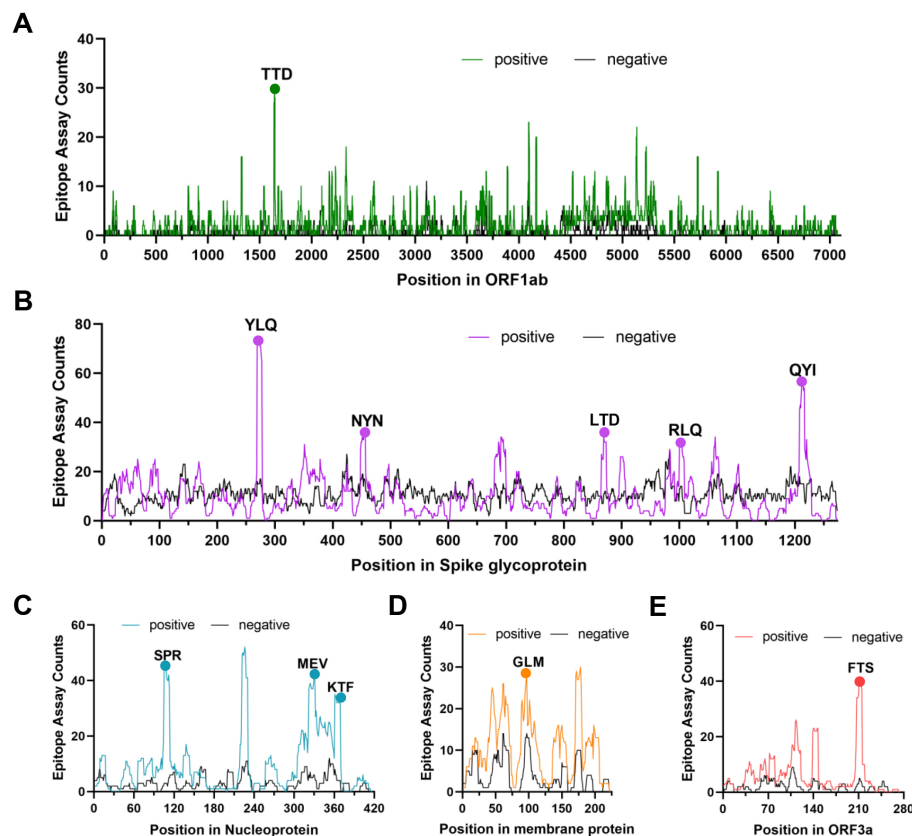 A
positive negative
TTD
Epitope Assay Counts
40
30
20
10
0
0 500 1000 1500 2000 2500 3000 3500 4000 4500 5000 5500 6000 6500 7000
Position in ORF1ab
B
positive negative
YLQ
NYN
LTD
RLQ
QYI
Epitope Assay Counts
80
60
40
20
0
0 100 200 300 400 500 600 700 800 900 1000 1100 1200
Position in Spike glycoprotein
C
positive negative
SPR
MEV
KTF
Epitope Assay Counts
60
40
20
0
0 60 120 180 240 300 360 420
Position in Nucleoprotein
D
positive negative
GLM
Epitope Assay Counts
40
30
20
10
0
0 50 100 150 200
Position in membrane protein
E
positive negative
FTS
Epitope Assay Counts
60
40
20
0
0 70 140 210 280
Position in ORF3a